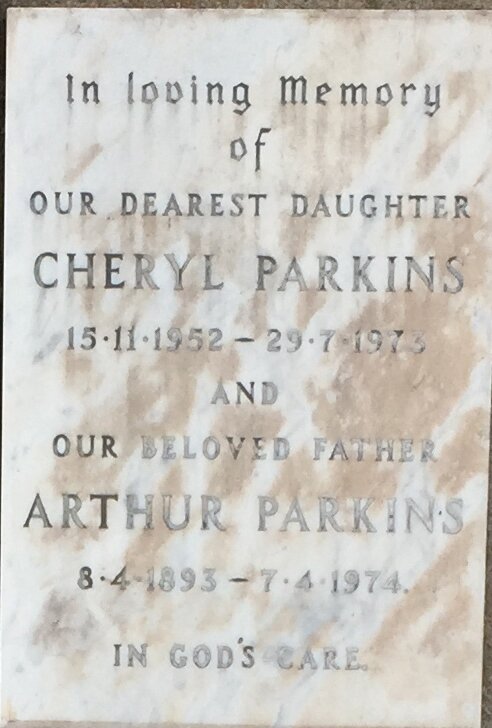 In loving Memory
of
OUR DEAREST DAUGHTER
CHERYL PARKINS
15·11·1952 – 29·7·1973
AND
OUR BELOVED FATHER
ARTHUR PARKINS
8·4·1893 – 7·4·1974.
IN GOD'S CARE.